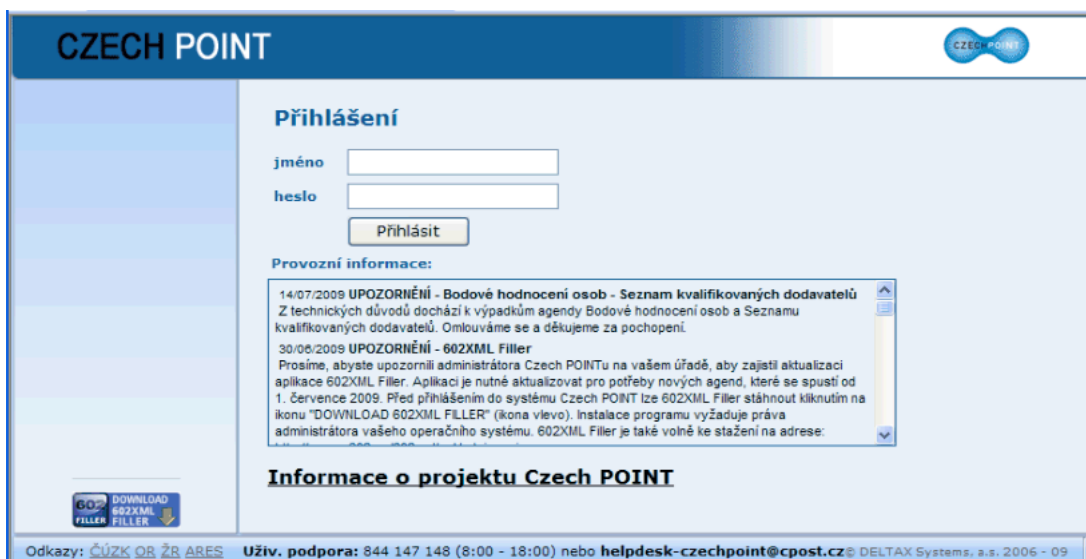 CZECH POINT
CZECH POINT
Přihlášení
jméno
heslo
Přihlásit
Provozní informace:
14/07/2009 UPOZORNĚNÍ - Bodové hodnocení osob - Seznam kvalifikovaných dodavatelů
Z technických důvodů dochází k výpadkům agendy Bodové hodnocení osob a Seznamu
kvalifikovaných dodavatelů. Omlouváme se a děkujeme za pochopení.
30/06/2009 UPOZORNĚNÍ - 602XML Filler
Prosíme, abyste upozornili administrátora Czech POINTu na vašem úřadě, aby zajistil aktualizaci
aplikace 602XML Filler. Aplikaci je nutné aktualizovat pro potřeby nových agend, které se spustí od
1. července 2009. Před přihlášením do systému Czech POINT lze 602XML Filler stáhnout kliknutím na
ikonu "DOWNLOAD 602XML FILLER" (ikona vlevo). Instalace programu vyžaduje práva
administrátora vašeho operačního systému. 602XML Filler je také volně ke stažení na adrese:
Informace o projektu Czech POINT
602 FILLER
DOWNLOAD
602XML
FILLER
Odkazy: ČÚZK OR ŽR ARES Uživ. podpora: 844 147 148 (8:00 - 18:00) nebo helpdesk-czechpoint@cpost.cz © DELTAX Systems, a.s. 2006 - 09